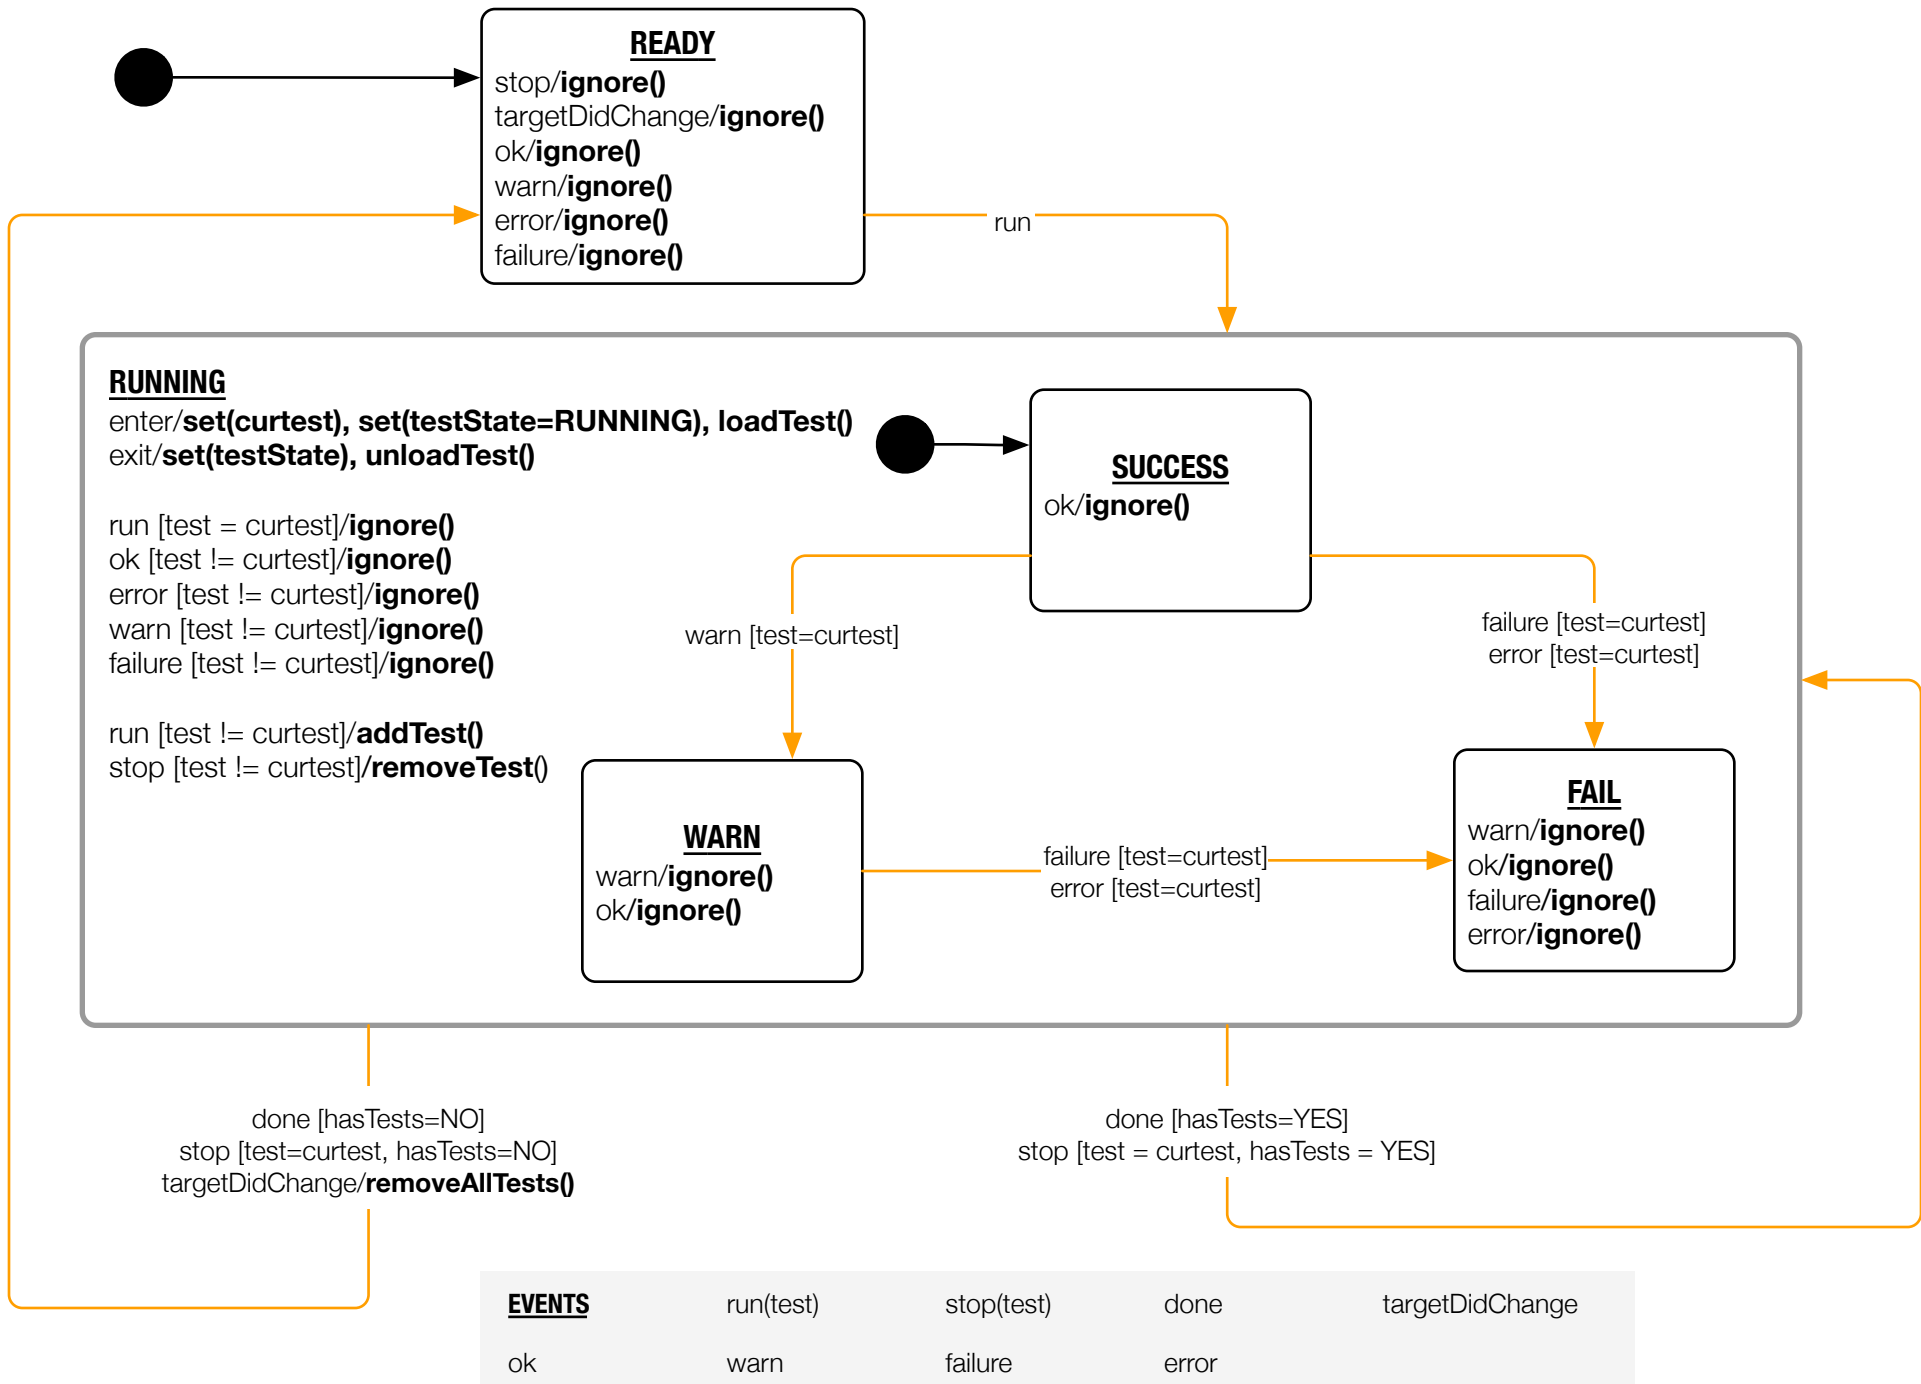 READY
stop/ignore()
targetDidChange/ignore()
ok/ignore()
warn/ignore()
error/ignore()
failure/ignore()
run
RUNNING
enter/set(curtest), set(testState=RUNNING), loadTest()
exit/set(testState), unloadTest()
run [test = curtest]/ignore()
ok [test != curtest]/ignore()
error [test != curtest]/ignore()
warn [test != curtest]/ignore()
failure [test != curtest]/ignore()
run [test != curtest]/addTest()
stop [test != curtest]/removeTest()
SUCCESS
ok/ignore()
warn [test=curtest]
failure [test=curtest]
error [test=curtest]
WARN
warn/ignore()
ok/ignore()
failure [test=curtest]
error [test=curtest]
FAIL
warn/ignore()
ok/ignore()
failure/ignore()
error/ignore()
done [hasTests=NO]
stop [test=curtest, hasTests=NO]
targetDidChange/removeAllTests()
done [hasTests=YES]
stop [test = curtest, hasTests = YES]
EVENTS run(test) stop(test) done targetDidChange
ok warn failure error